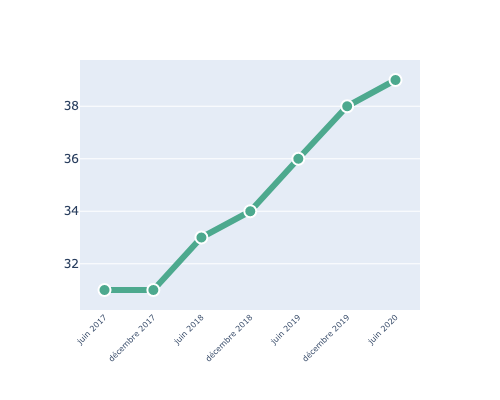 38
36
34
32
juin 2017
décembre 2017
juin 2018
décembre 2018
juin 2019
décembre 2019
juin 2020